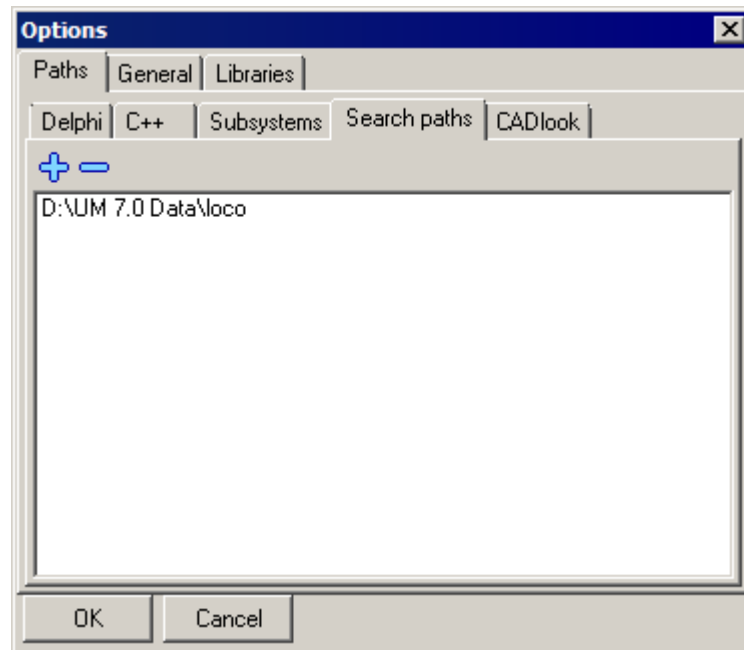 Options
Paths General Libraries
Delphi C++ Subsystems Search paths CADlook
D:\UM 7.0 Data\loco
OK Cancel